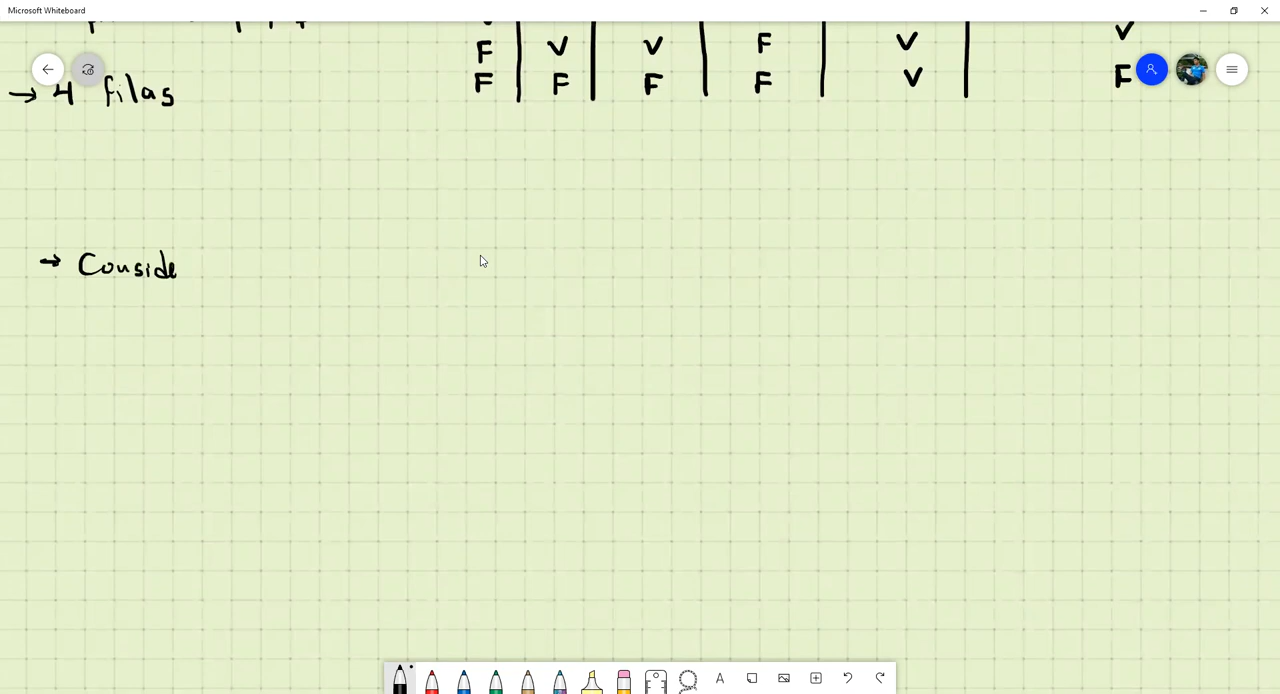 Microsoft Whiteboard
F V V F V V
F F F F V F
→ 4 filas
→ Conside
A